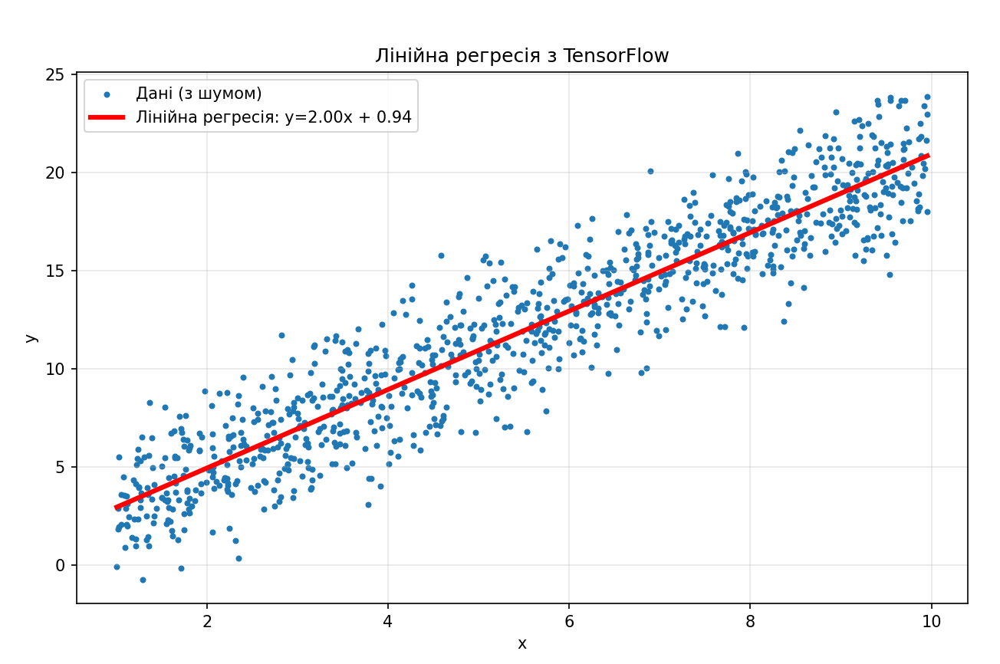 Лінійна регресія з TensorFlow
Дані (з шумом)
Лінійна регресія: y=2.00x + 0.94
25
20
15
10
5
0
y
2
4
6
8
10
x